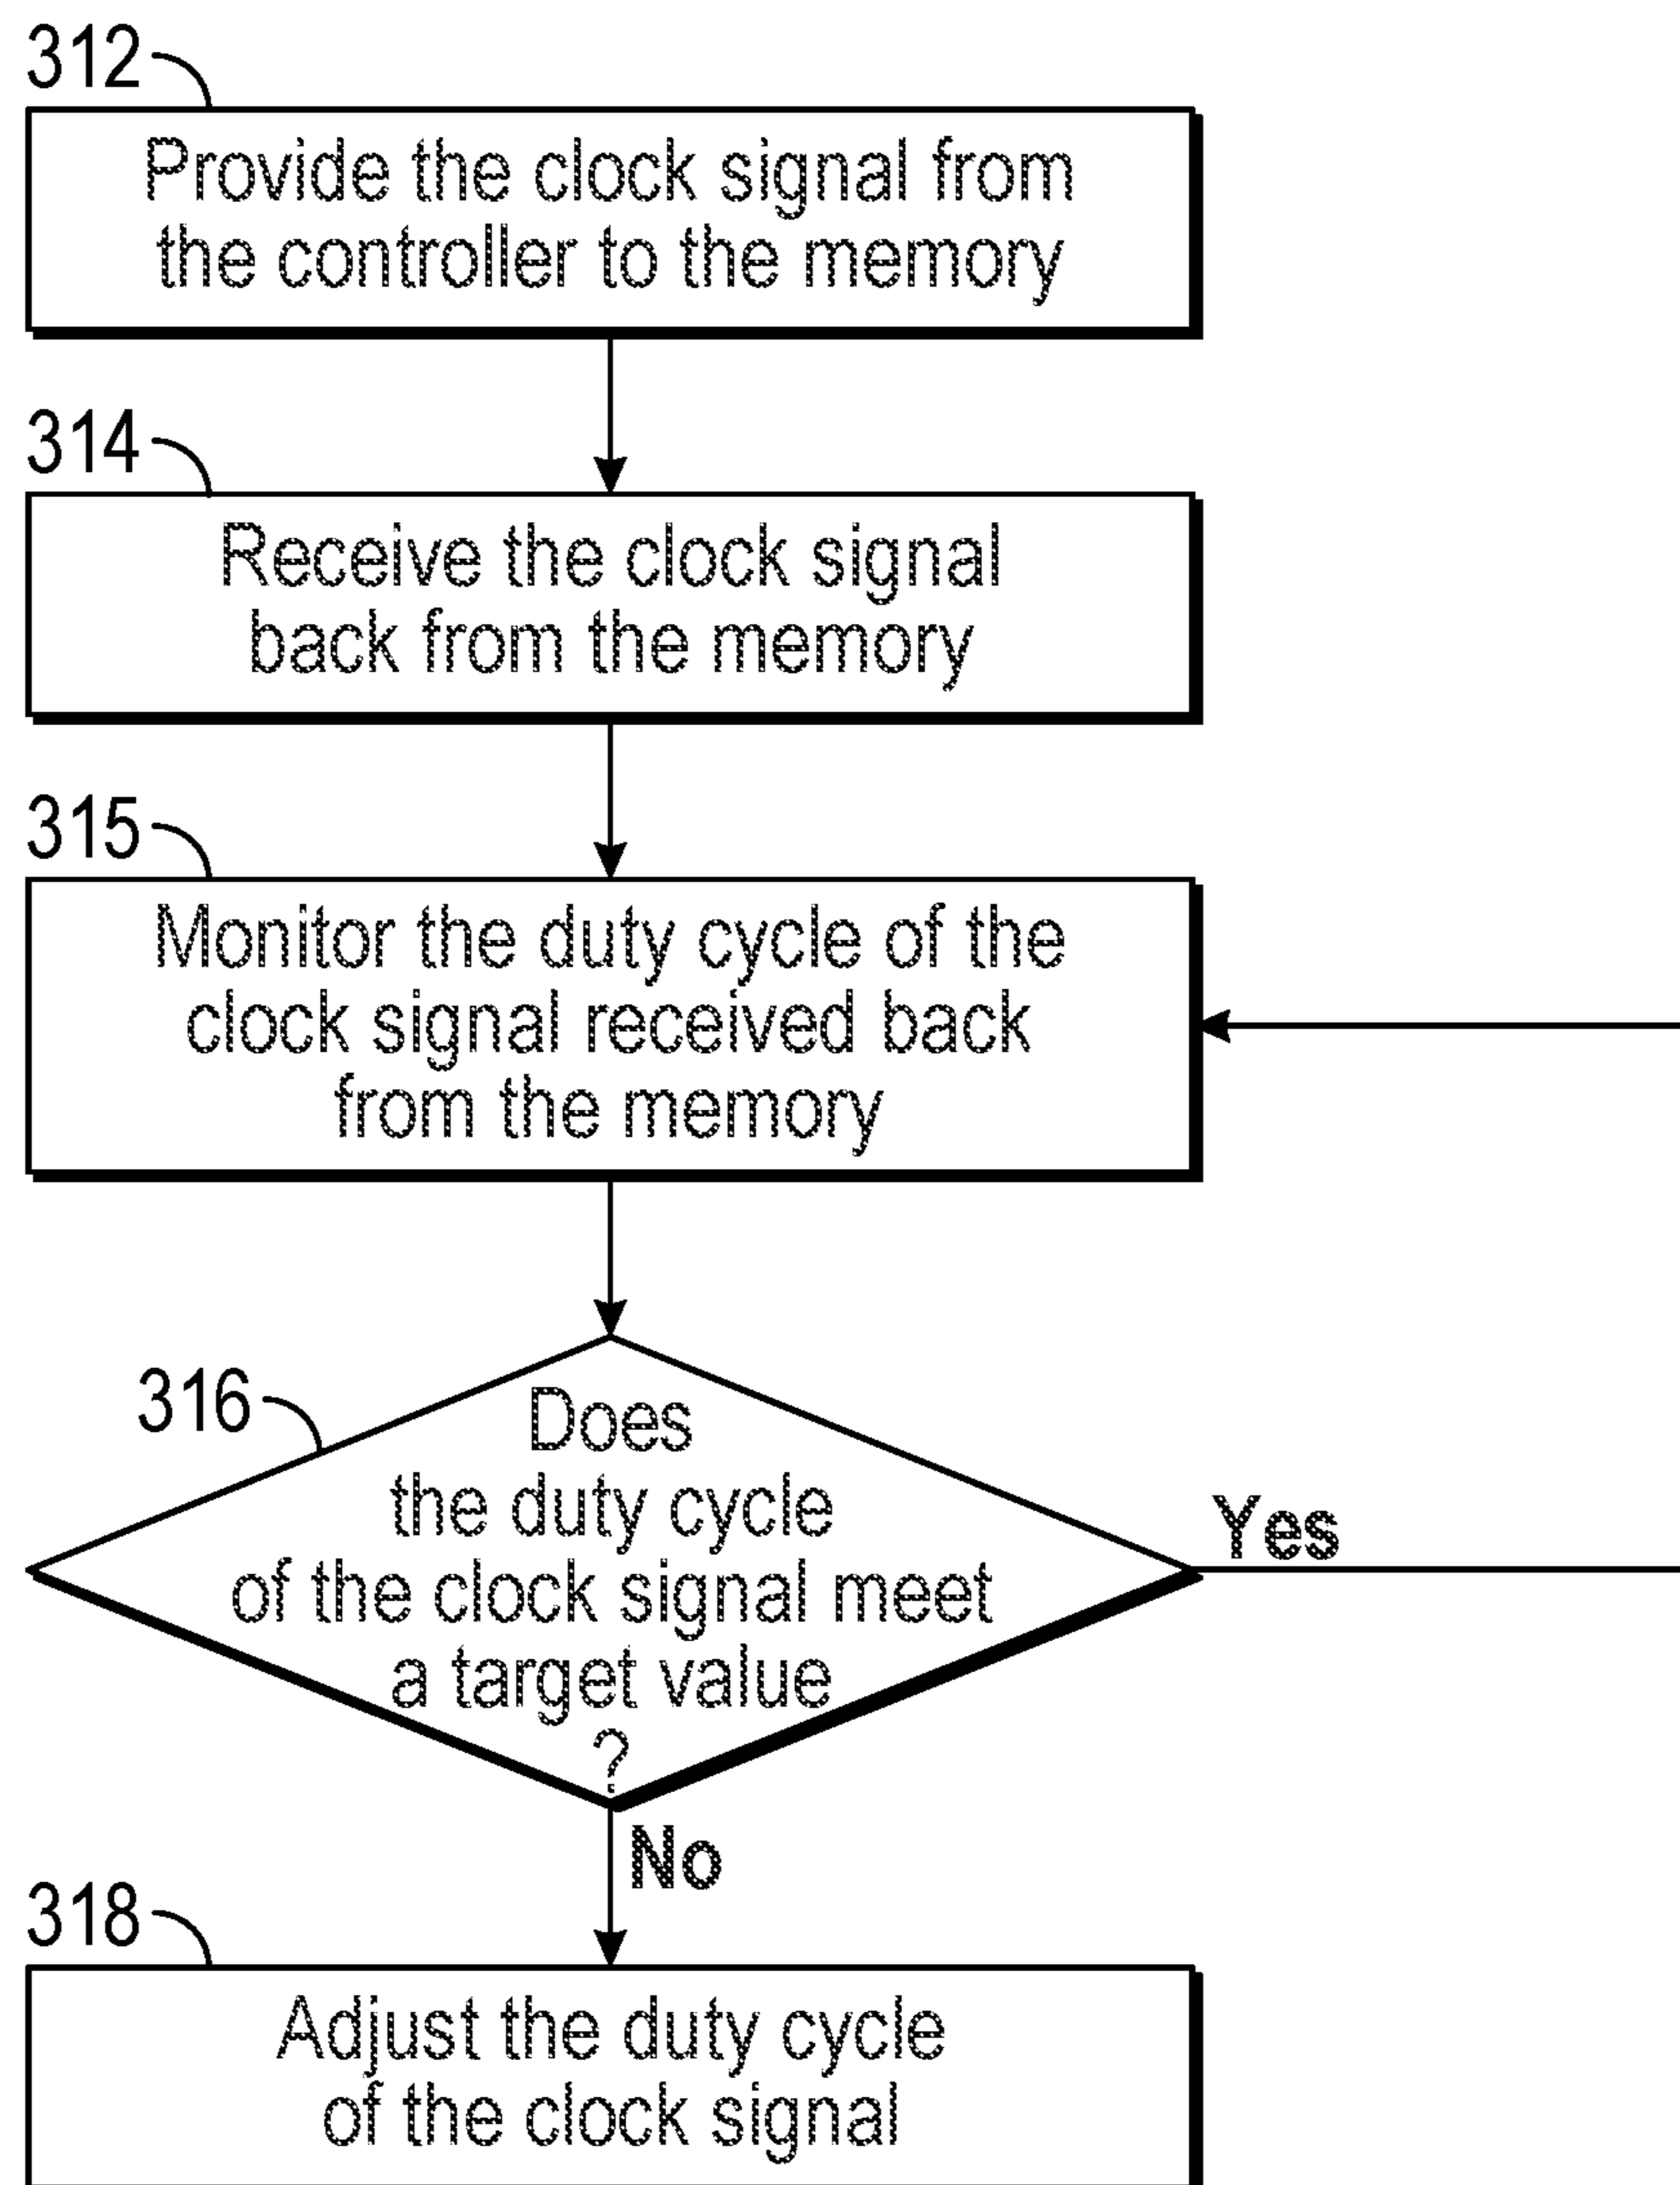 312
Provide the clock signal from
the controller to the memory
314
Receive the clock signal
back from the memory
315
Monitor the duty cycle of the
clock signal received back
from the memory
316
Does
the duty cycle
of the clock signal meet
a target value
?
Yes
No
318
Adjust the duty cycle
of the clock signal